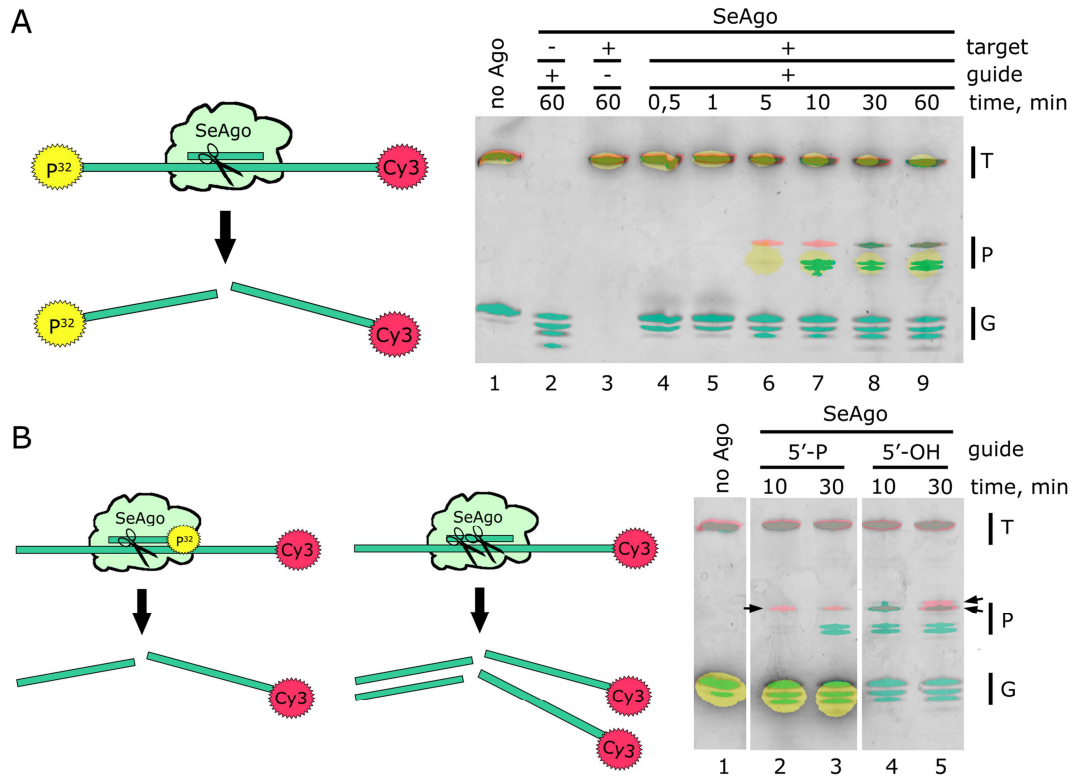 A
SeAgo
no Ago
- + + target
+ - + guide
60 60 0,5 1 5 10 30 60 time, min
SeAgo
P32 Cy3
T
P
G
P32 Cy3
1 2 3 4 5 6 7 8 9
B
SeAgo
no Ago
5′-P 5′-OH guide
10 30 10 30 time, min
SeAgo SeAgo
P32
Cy3 Cy3
T
P
G
Cy3 Cy3
Cy3
1 2 3 4 5